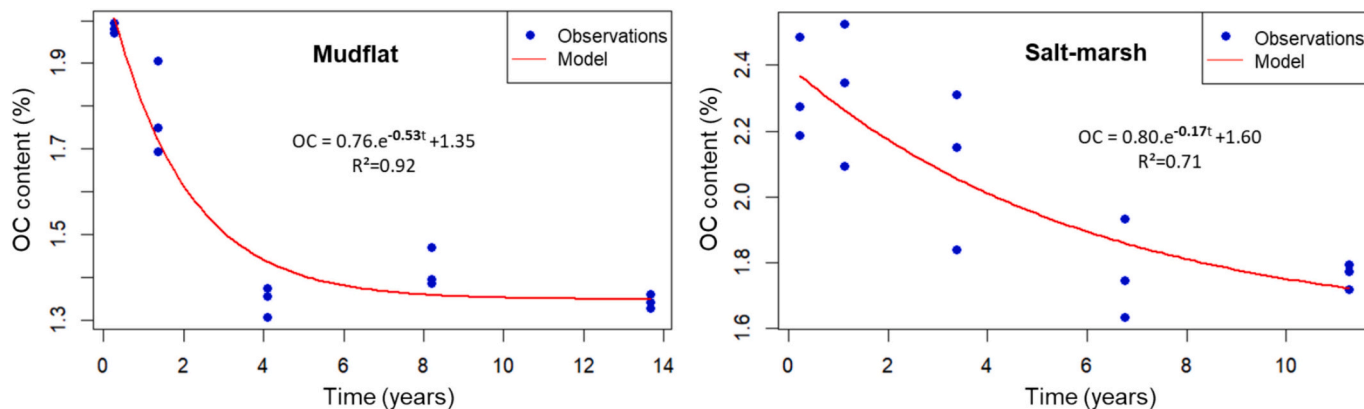 Mudflat
Observations
Model
OC = 0.76.e^-0.53t +1.35
R²=0.92
OC content (%)
1.9
1.7
1.5
1.3
0 2 4 6 8 10 12 14
Time (years)
Salt-marsh
Observations
Model
OC = 0.80.e^-0.17t +1.60
R²=0.71
OC content (%)
2.4
2.2
2.0
1.8
1.6
0 2 4 6 8 10
Time (years)